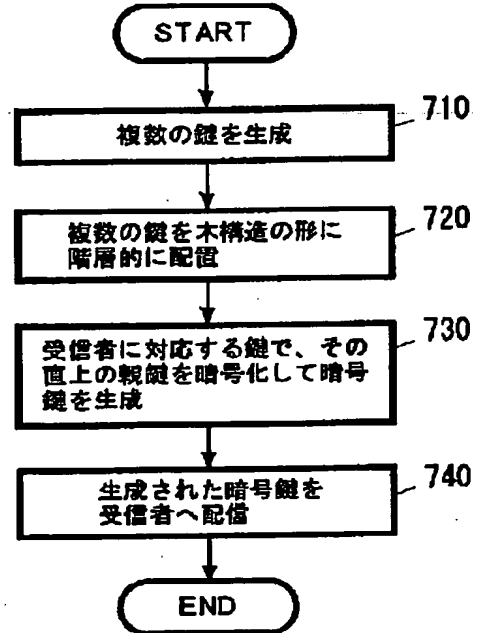 START
複数の鍵を生成
710
複数の鍵を木構造の形に
階層的に配置
720
受信者に対応する鍵で、その
直上の親鍵を暗号化して暗号
鍵を生成
730
生成された暗号鍵を
受信者へ配信
740
END